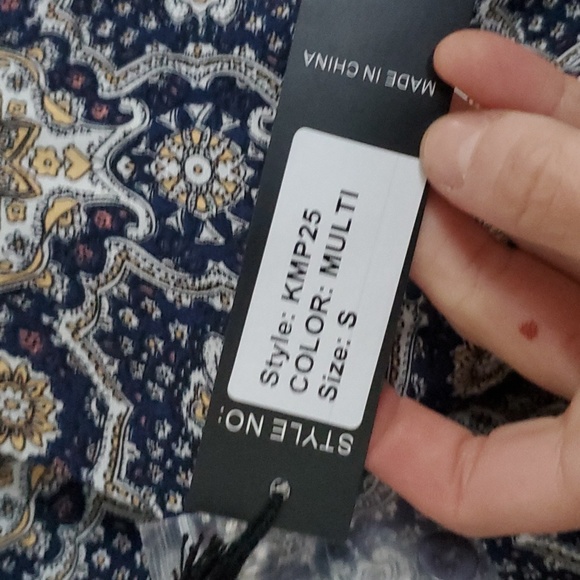 MADE IN CHINA
Style: KMP25
COLOR: MULTI
Size: S
STYLE NO: